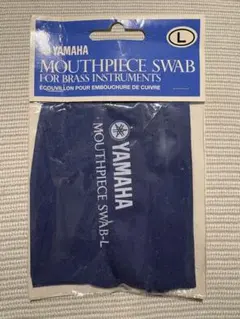 YAMAHA
L
MOUTHPIECE SWAB
FOR BRASS INSTRUMENTS
ECOUVILLON POUR EMBOUCHURE DE CUIVRE
YAMAHA
MOUTHPIECE SWAB-L